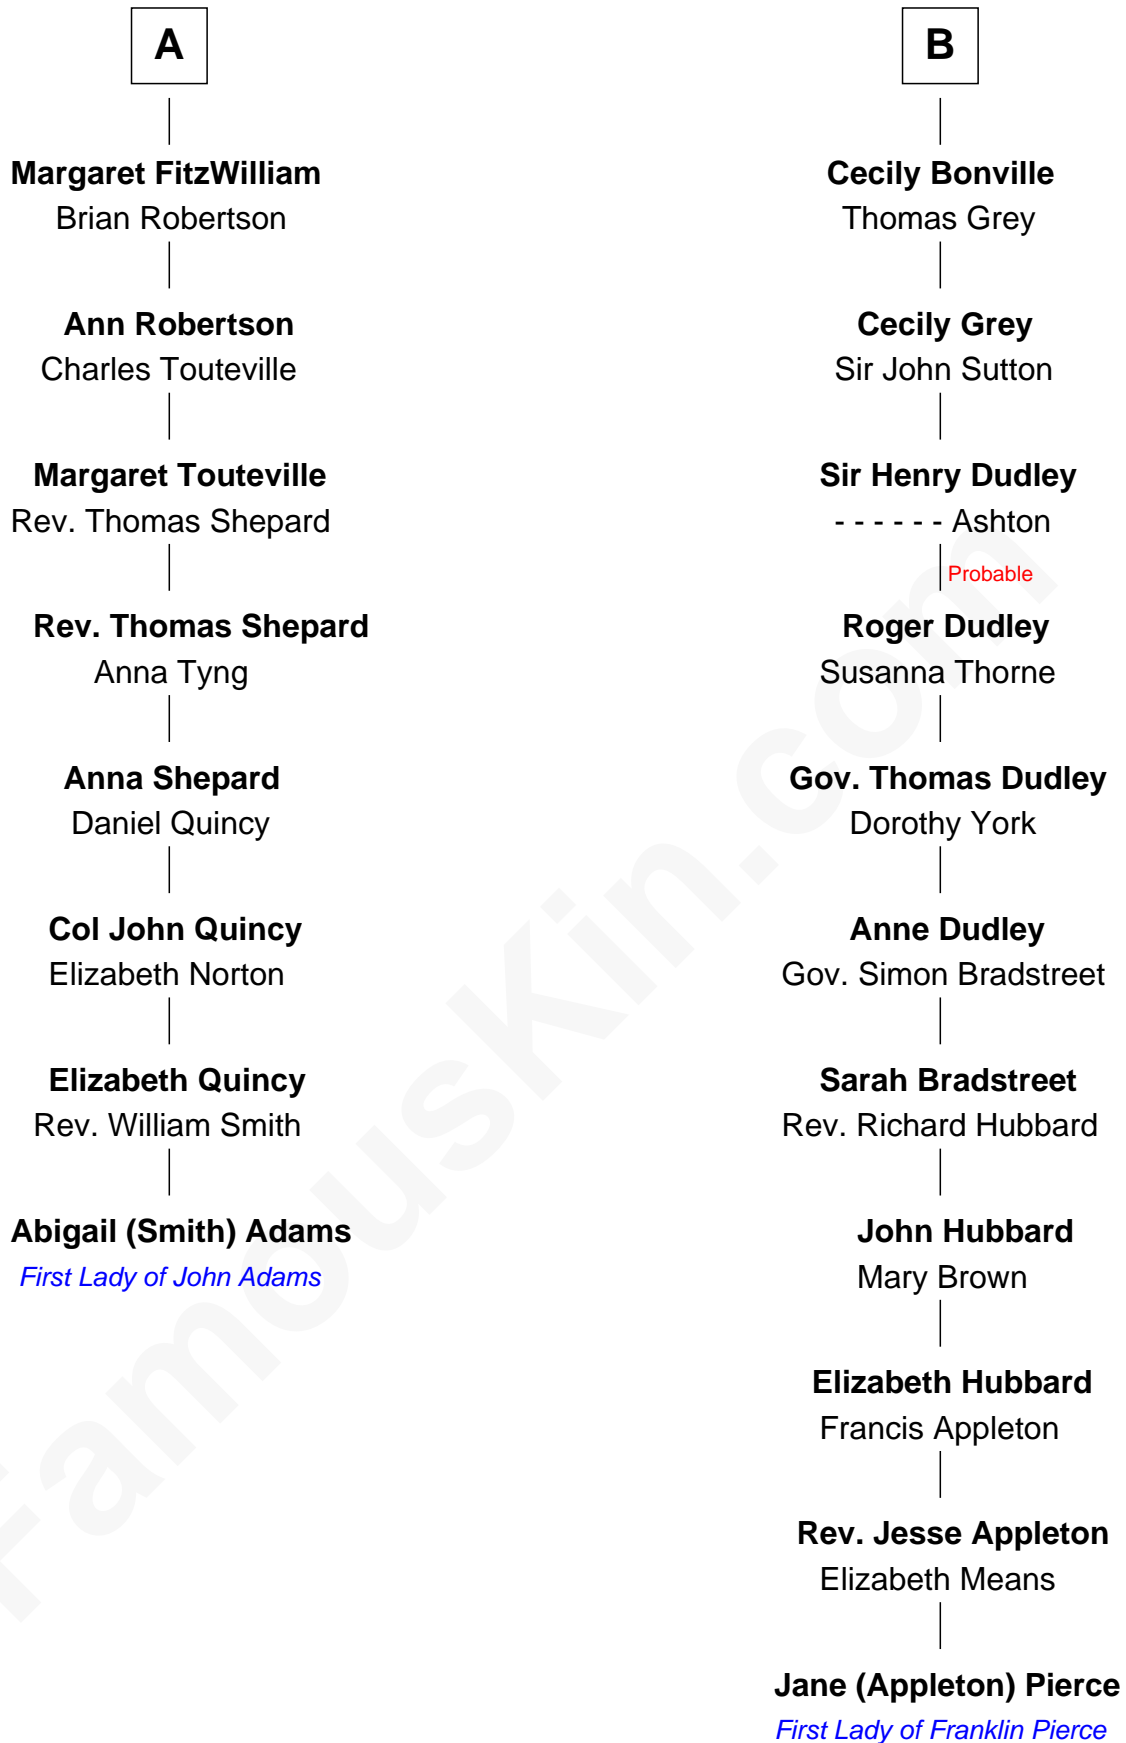 A
Margaret FitzWilliam
Brian Robertson
Ann Robertson
Charles Touteville
Margaret Touteville
Rev. Thomas Shepard
Rev. Thomas Shepard
Anna Tyng
Anna Shepard
Daniel Quincy
Col John Quincy
Elizabeth Norton
Elizabeth Quincy
Rev. William Smith
Abigail (Smith) Adams
First Lady of John Adams
B
Cecily Bonville
Thomas Grey
Cecily Grey
Sir John Sutton
Sir Henry Dudley
- - - - - - Ashton
Probable
Roger Dudley
Susanna Thorne
Gov. Thomas Dudley
Dorothy York
Anne Dudley
Gov. Simon Bradstreet
Sarah Bradstreet
Rev. Richard Hubbard
John Hubbard
Mary Brown
Elizabeth Hubbard
Francis Appleton
Rev. Jesse Appleton
Elizabeth Means
Jane (Appleton) Pierce
First Lady of Franklin Pierce
FamousKin.com